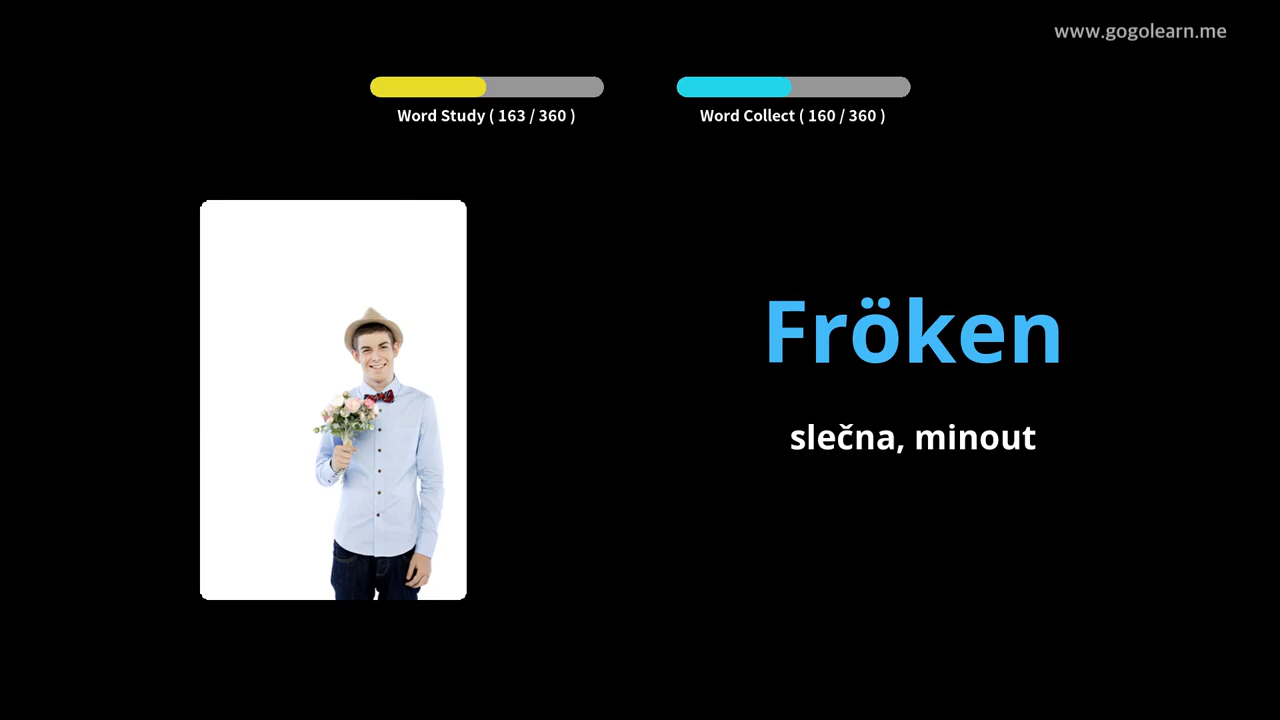 www.gogolearn.me
Word Study ( 163 / 360 )
Word Collect ( 160 / 360 )
Fröken
slečna, minout